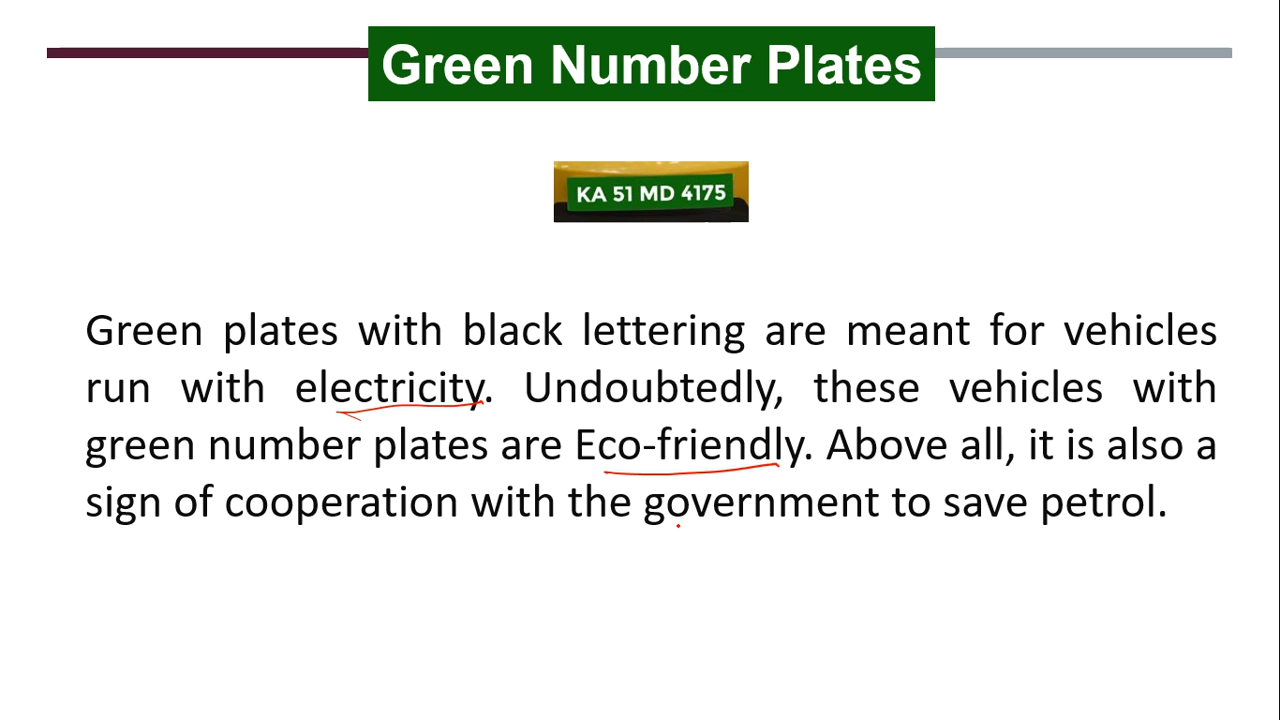 Green Number Plates
KA 51 MD 4175
Green plates with black lettering are meant for vehicles
run with electricity. Undoubtedly, these vehicles with
green number plates are Eco-friendly. Above all, it is also a
sign of cooperation with the government to save petrol.